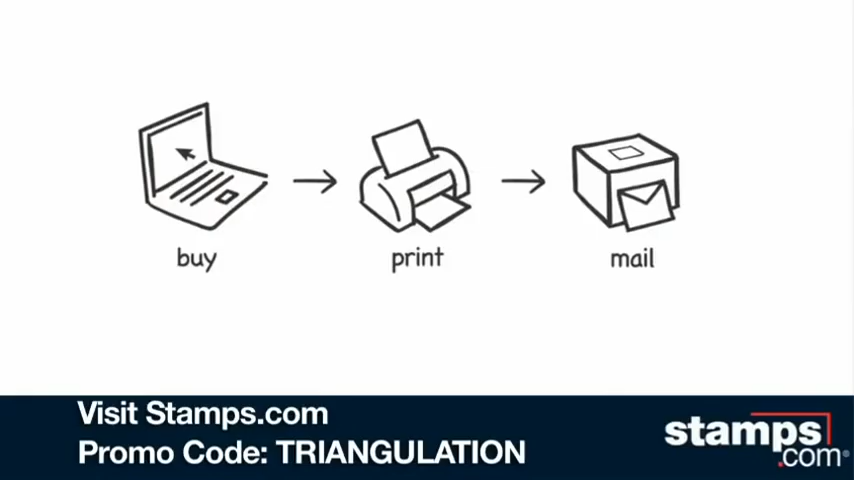 buy print mail
Visit Stamps.com
Promo Code: TRIANGULATION
stamps
.com®